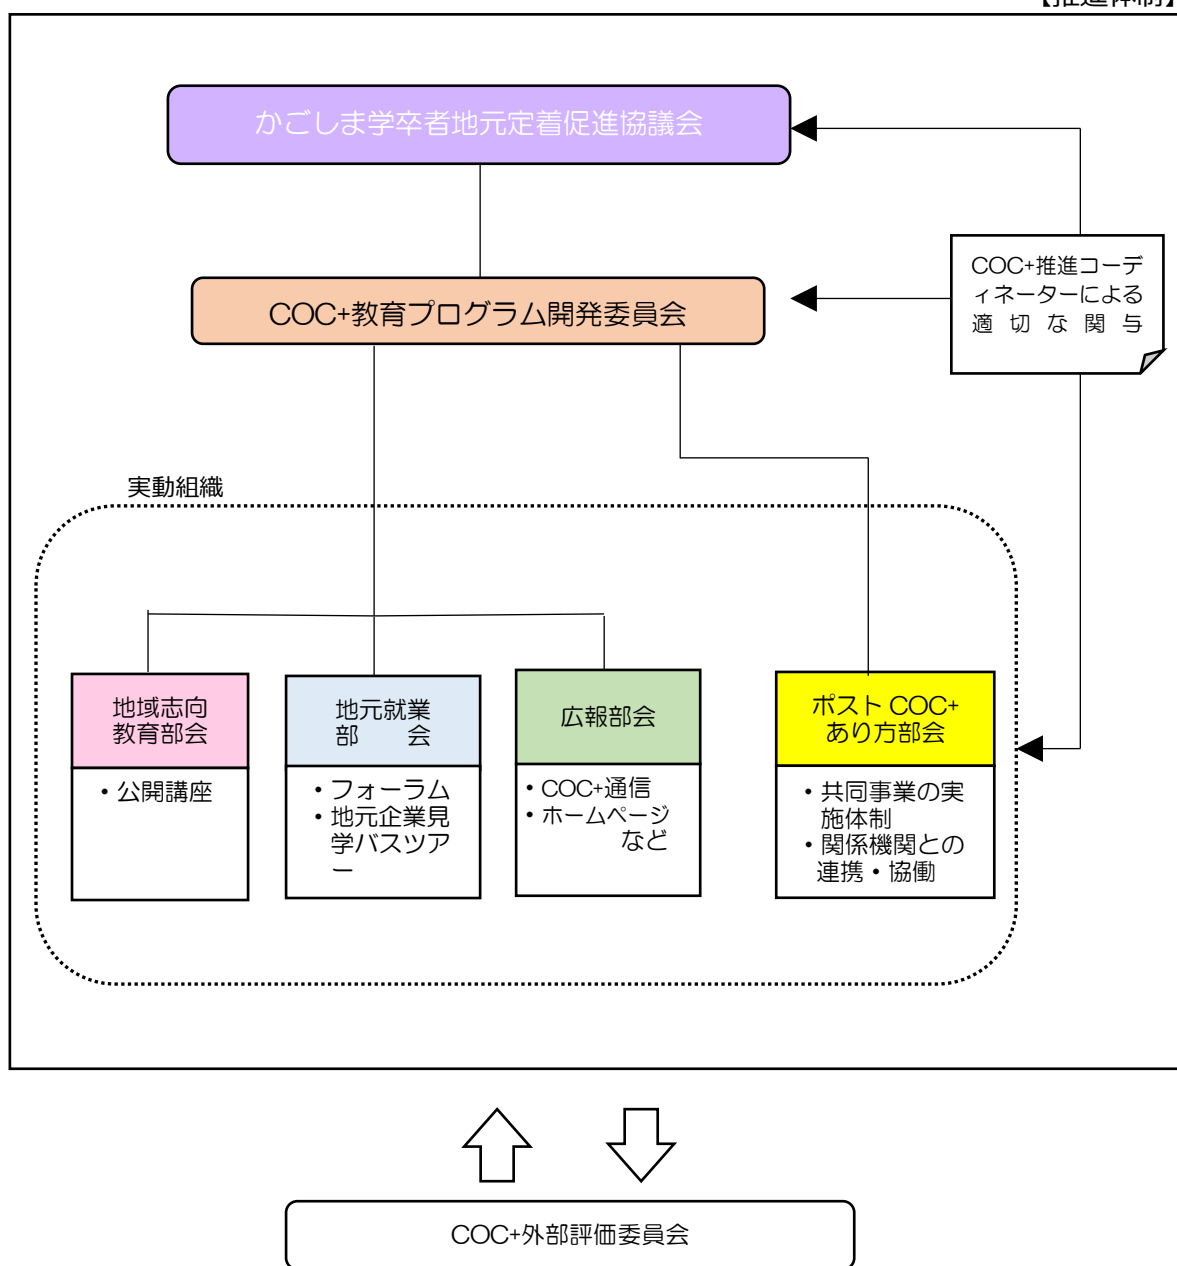 【推進体制】
かごしま学卒者地元定着促進協議会
COC+推進コーデ
ィネーターによる
適切な関与
COC+教育プログラム開発委員会
実動組織
地域志向
教育部会
・公開講座
地元就業
部　会
・フォーラム
・地元企業見
学バスツア
ー
広報部会
・COC+通信
・ホームページ
など
ポスト COC+
あり方部会
・共同事業の実
施体制
・関係機関との
連携・協働
COC+外部評価委員会